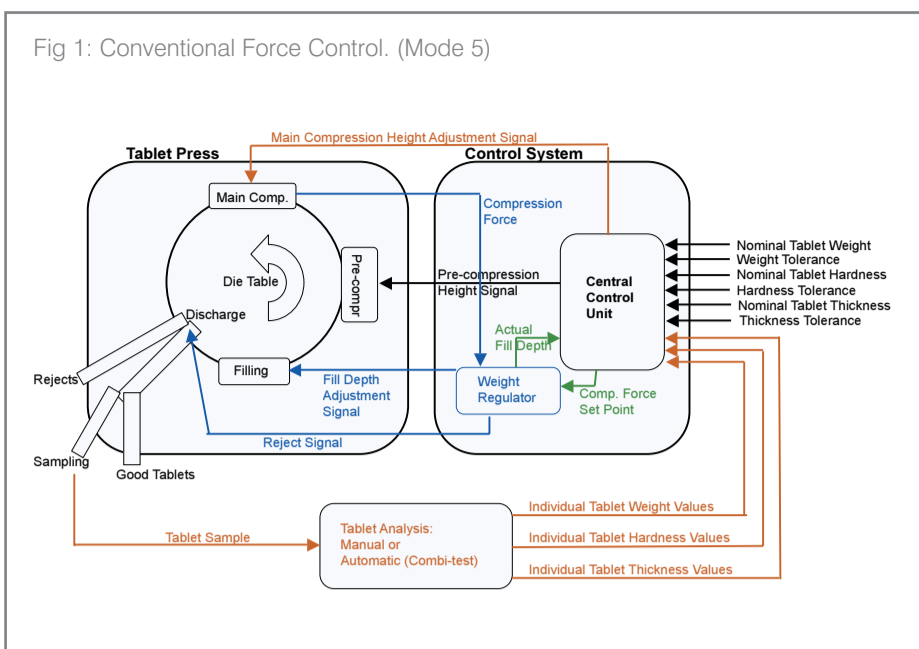 Fig 1: Conventional Force Control. (Mode 5)
Main Compression Height Adjustment Signal
Tablet Press
Control System
Main Comp.
Compression
Force
Pre-compr
Die Table
Pre-compression
Height Signal
Central
Control
Unit
Nominal Tablet Weight
Weight Tolerance
Nominal Tablet Hardness
Hardness Tolerance
Nominal Tablet Thickness
Thickness Tolerance
Discharge
Actual
Fill Depth
Rejects
Filling
Fill Depth
Adjustment
Signal
Weight
Regulator
Comp. Force
Set Point
Reject Signal
Sampling
Good Tablets
Tablet Sample
Tablet Analysis:
Manual or
Automatic (Combi-test)
Individual Tablet Weight Values
Individual Tablet Hardness Values
Individual Tablet Thickness Values